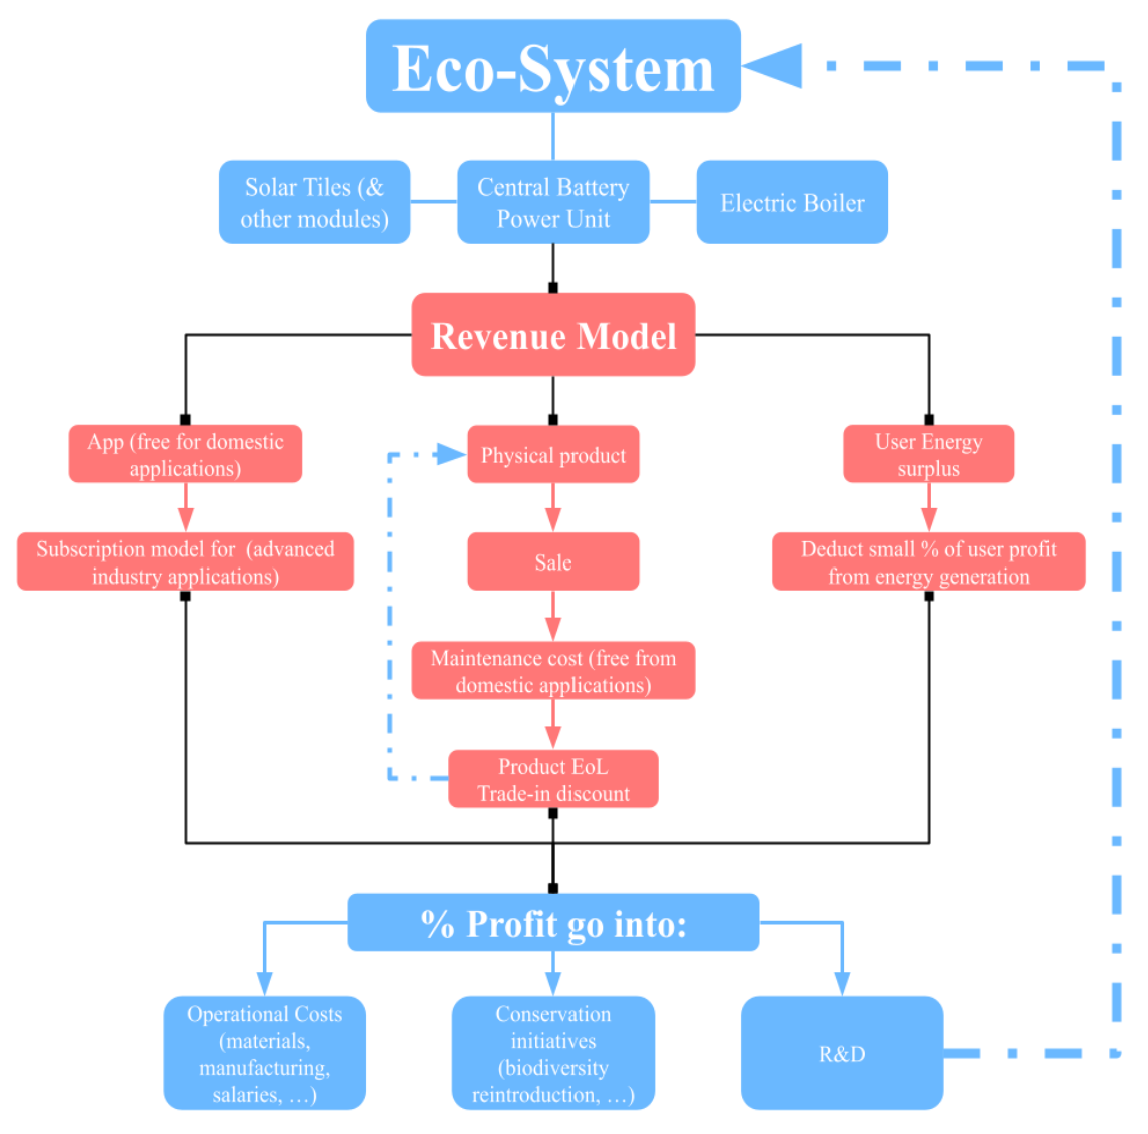 Eco-System
Solar Tiles (&
other modules)
Central Battery
Power Unit
Electric Boiler
Revenue Model
App (free for domestic
applications)
Physical product
User Energy
surplus
Subscription model for  (advanced
industry applications)
Sale
Deduct small % of user profit
from energy generation
Maintenance cost (free from
domestic applications)
Product EoL
Trade-in discount
% Profit go into:
Operational Costs
(materials,
manufacturing,
salaries, …)
Conservation
initiatives
(biodiversity
reintroduction, …)
R&D